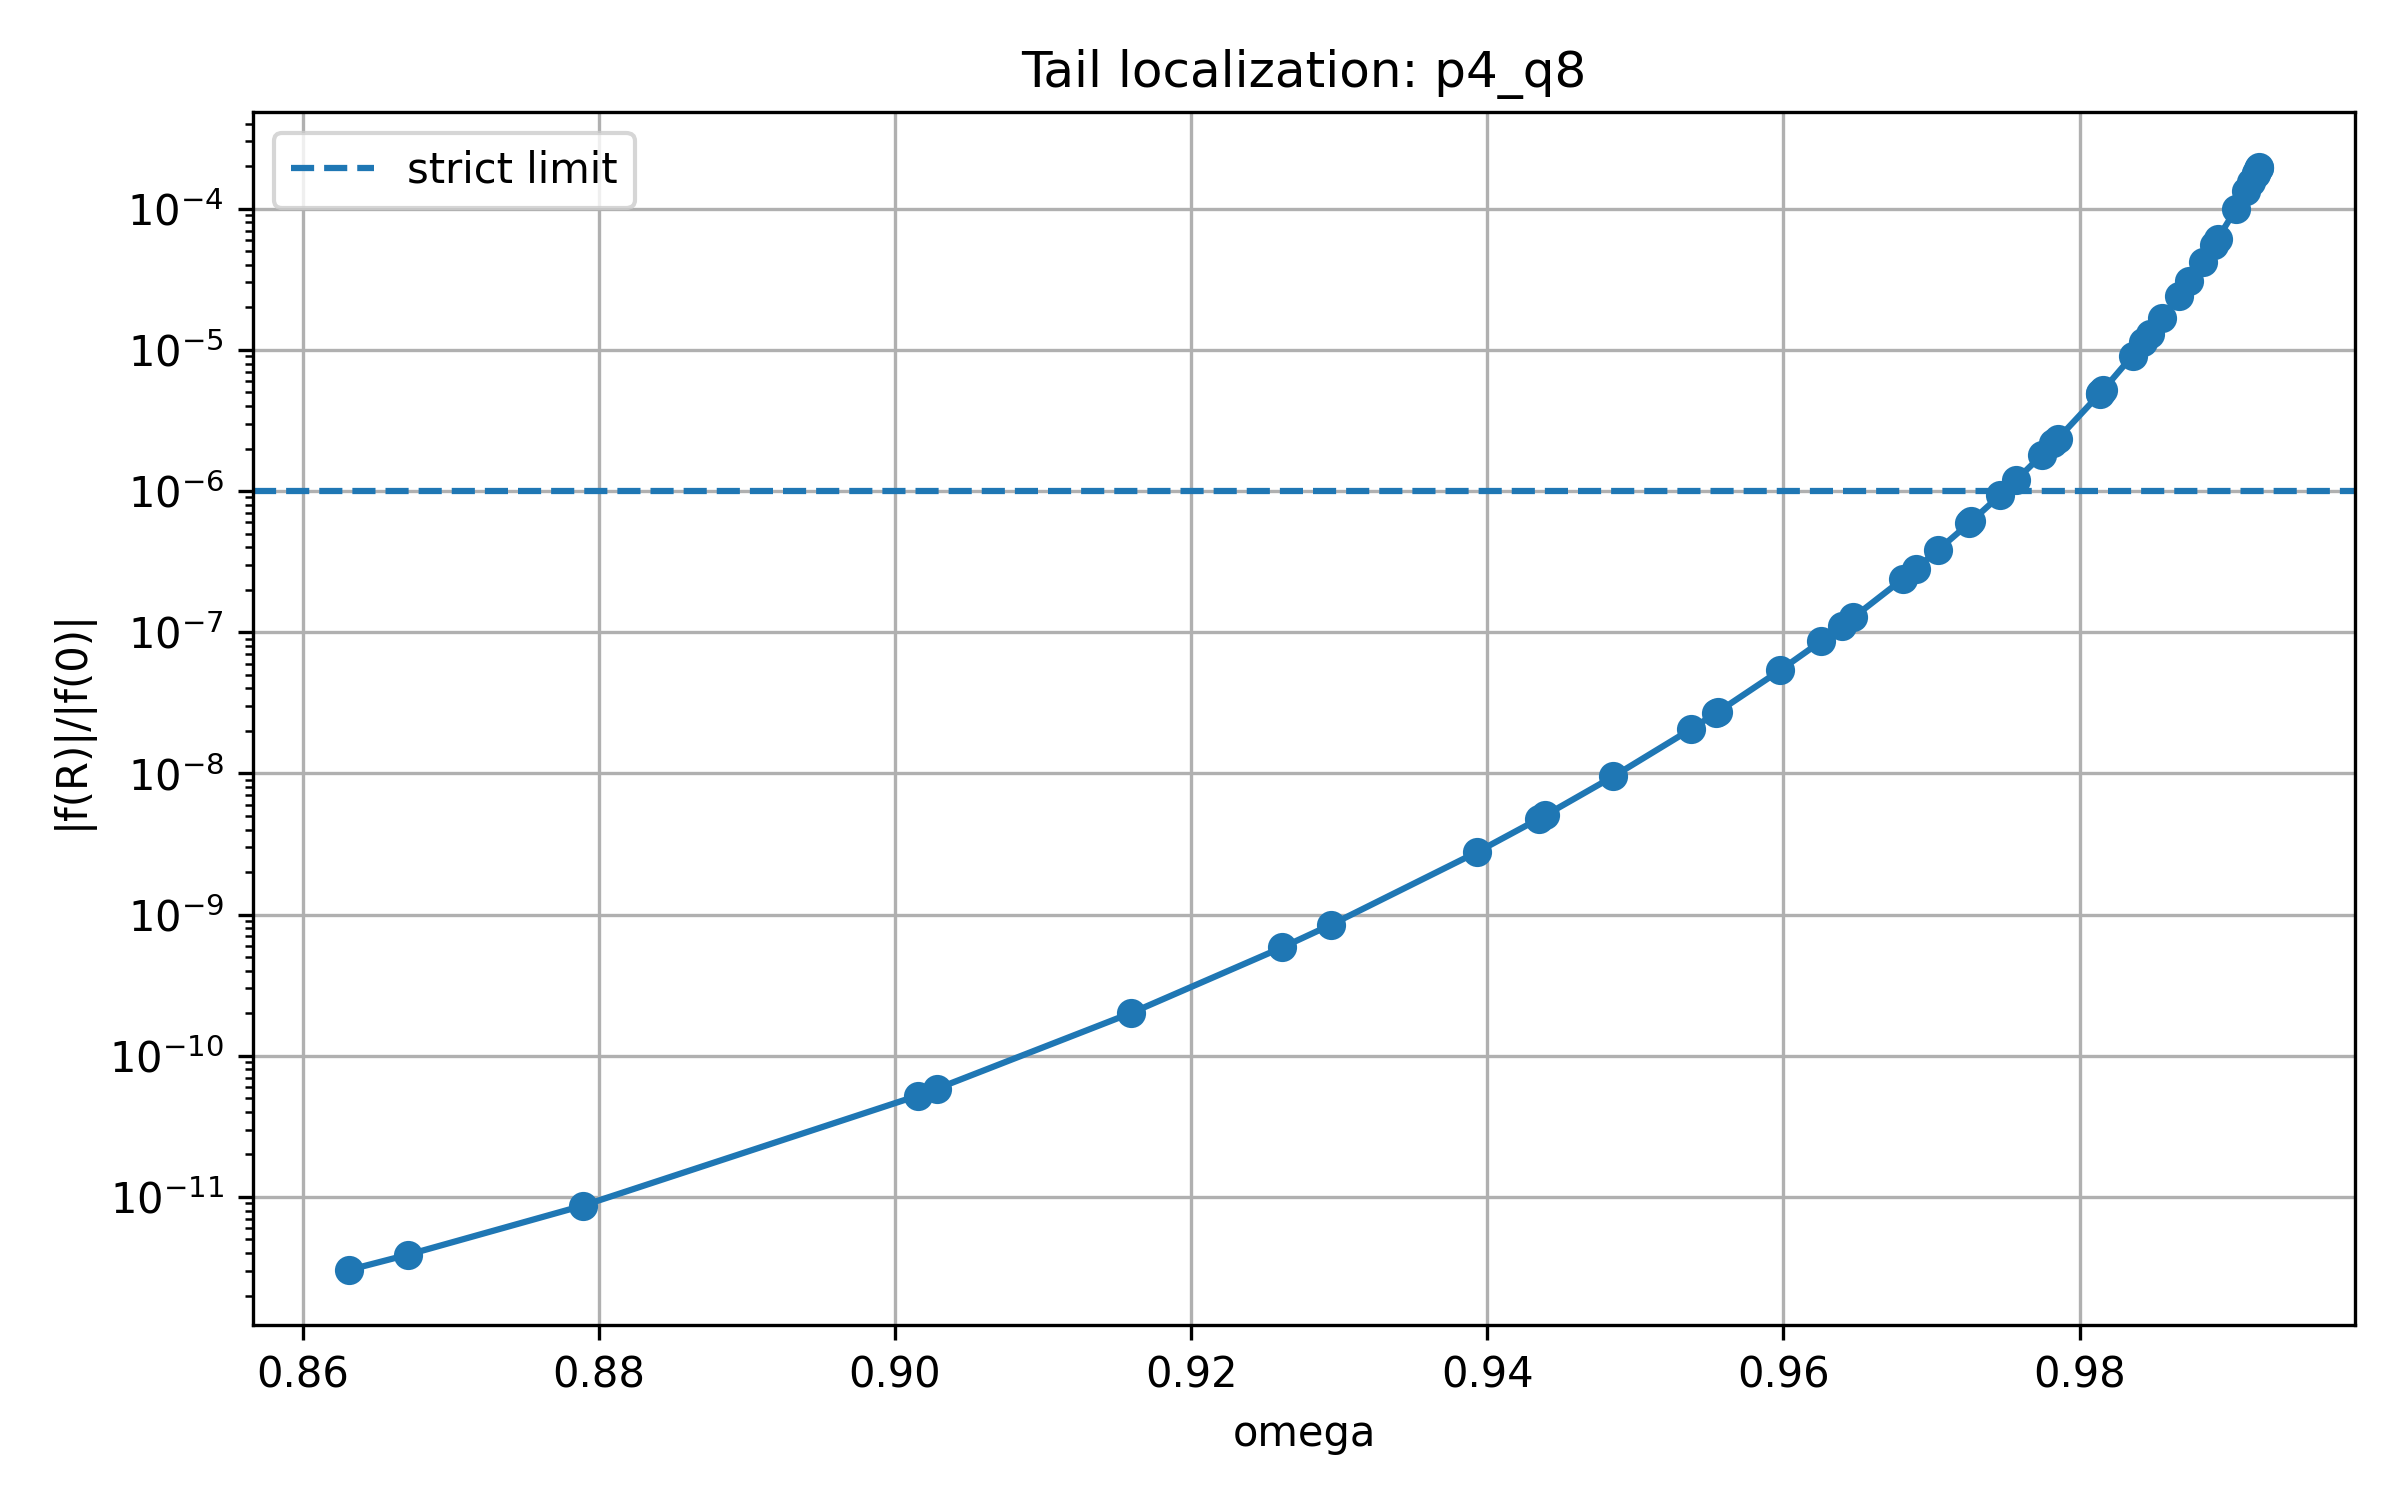 Tail localization: p4_q8
strict limit
|f(R)|/|f(0)|
10⁻⁴
10⁻⁵
10⁻⁶
10⁻⁷
10⁻⁸
10⁻⁹
10⁻¹⁰
10⁻¹¹
0.86 0.88 0.90 0.92 0.94 0.96 0.98
omega